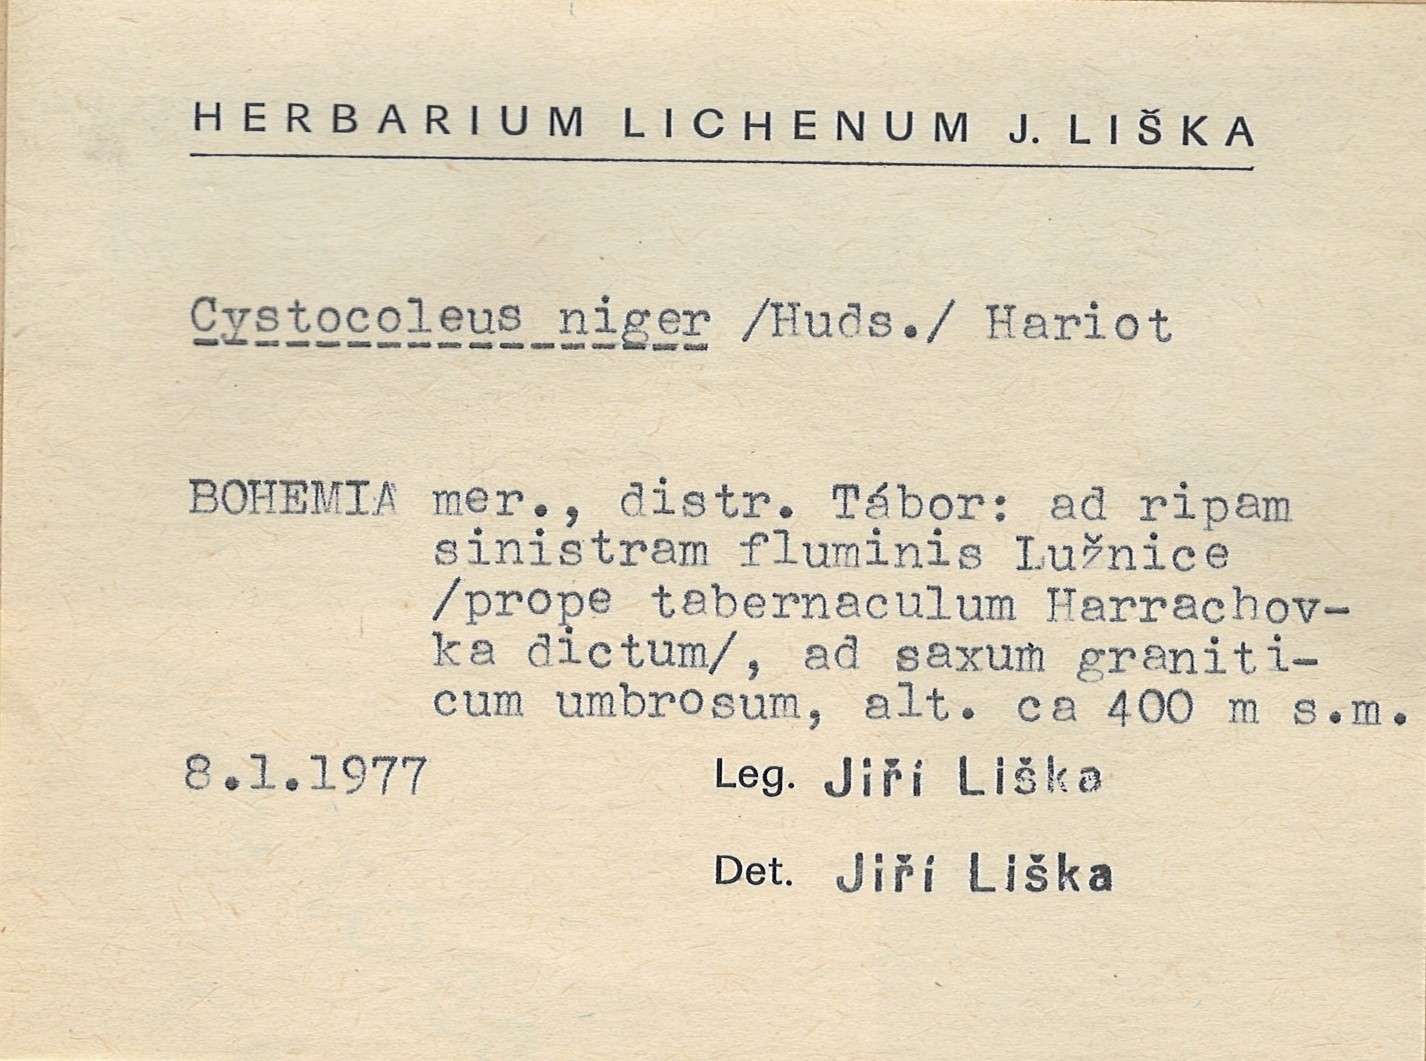 HERBARIUM LICHENUM J. LIŠKA
Cystocoleus niger /Huds./ Hariot
BOHEMIA mer., distr. Tábor: ad ripam
sinistram fluminis Lužnice
/prope tabernaculum Harrachov-
ka dictum/, ad saxum graniti-
cum umbrosum, alt. ca 400 m s.m.
8.1.1977 Leg. Jiří Liška
Det. Jiří Liška